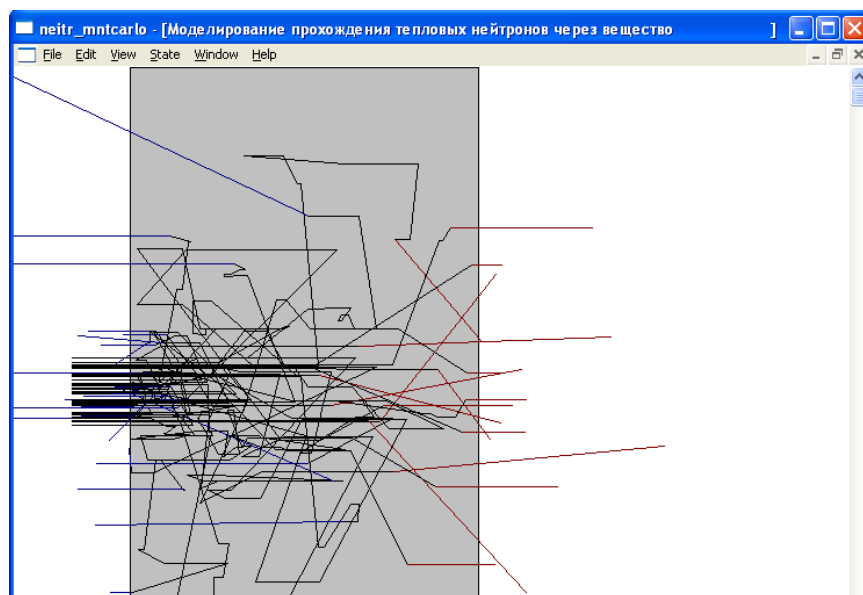 neitr_mntcarlo - [Моделирование прохождения тепловых нейтронов через вещество ]
File Edit View State Window Help